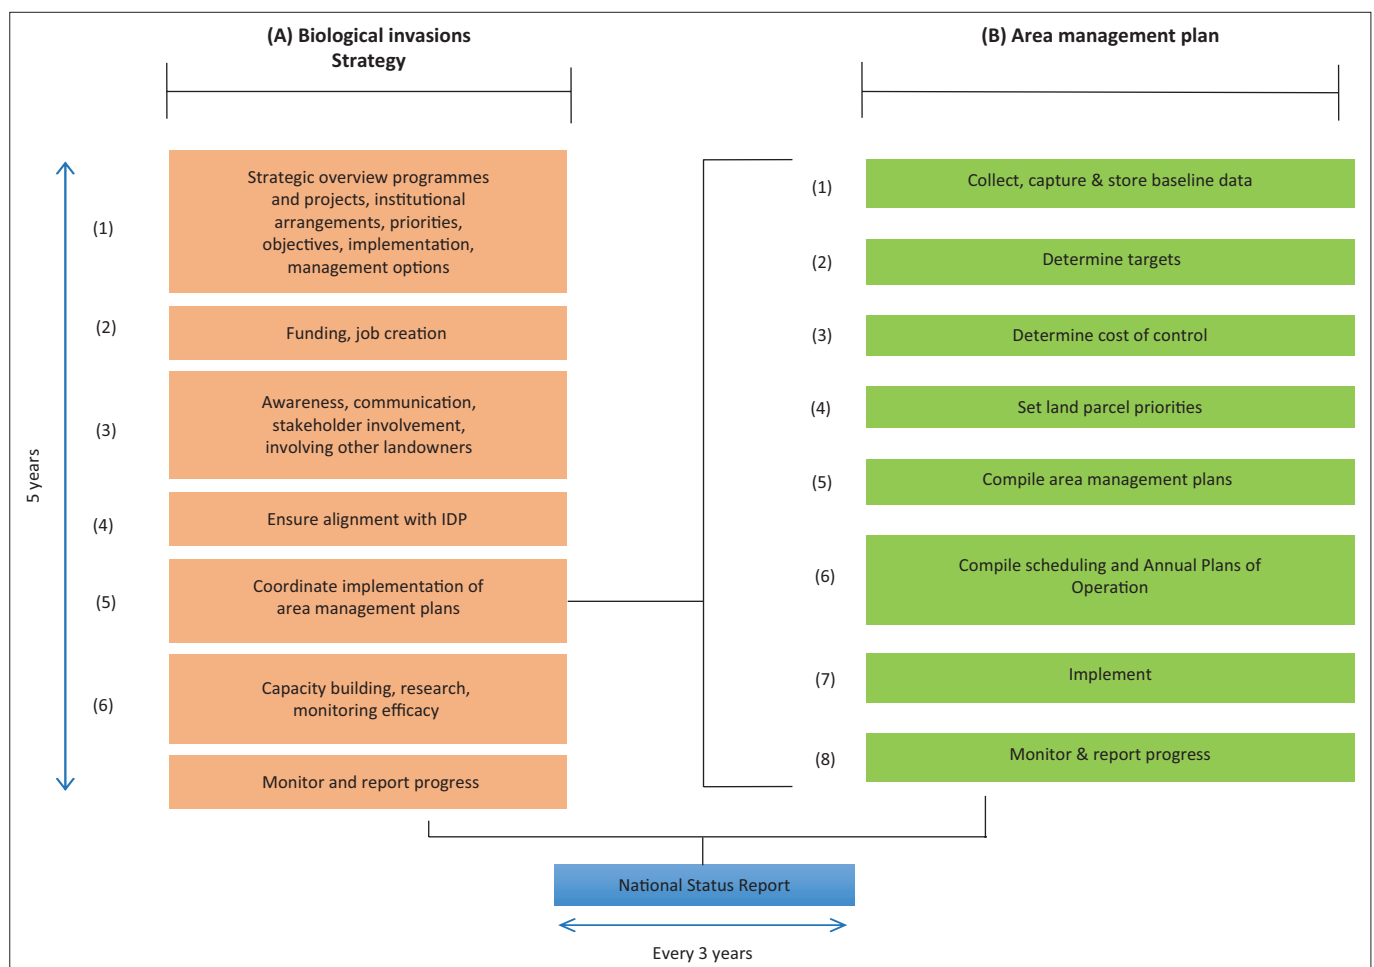 (A) Biological invasions
Strategy
(1)
Strategic overview programmes
and projects, institutional
arrangements, priorities,
objectives, implementation,
management options
(2)
Funding, job creation
(3)
Awareness, communication,
stakeholder involvement,
involving other landowners
(4)
Ensure alignment with IDP
(5)
Coordinate implementation of
area management plans
(6)
Capacity building, research,
monitoring efficacy
Monitor and report progress
5 years
(B) Area management plan
(1)
Collect, capture & store baseline data
(2)
Determine targets
(3)
Determine cost of control
(4)
Set land parcel priorities
(5)
Compile area management plans
(6)
Compile scheduling and Annual Plans of
Operation
(7)
Implement
(8)
Monitor & report progress
National Status Report
Every 3 years